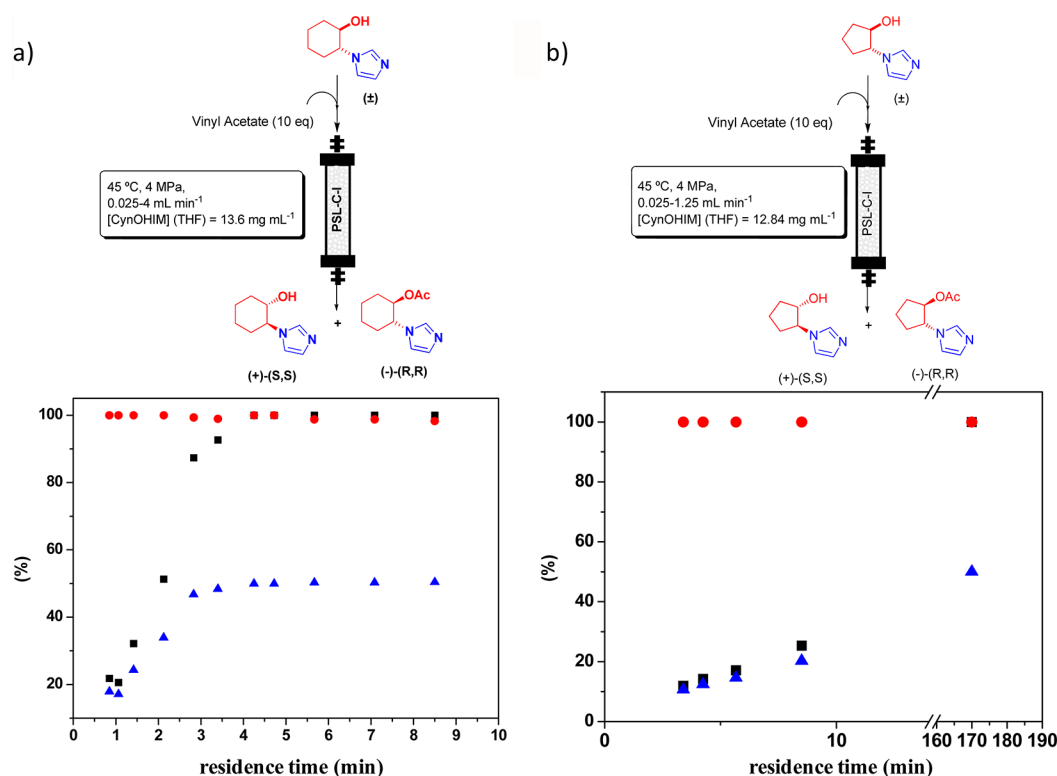 a)
OH
N
N
(±)
Vinyl Acetate (10 eq)
45 ºC, 4 MPa,
0.025-4 mL min⁻¹
[CynOHIM] (THF) = 13.6 mg mL⁻¹
PSL-C-I
OH
N
N
(+)-(S,S)
+
OAc
N
N
(-)-(R,R)
100
80
60
40
20
(%)
0 1 2 3 4 5 6 7 8 9 10
residence time (min)
b)
OH
N
N
(±)
Vinyl Acetate (10 eq)
45 ºC, 4 MPa,
0.025-1.25 mL min⁻¹
[CynOHIM] (THF) = 12.84 mg mL⁻¹
PSL-C-I
OH
N
N
(+)-(S,S)
+
OAc
N
N
(-)-(R,R)
100
80
60
40
20
0
(%)
0 10 160 170 180 190
residence time (min)